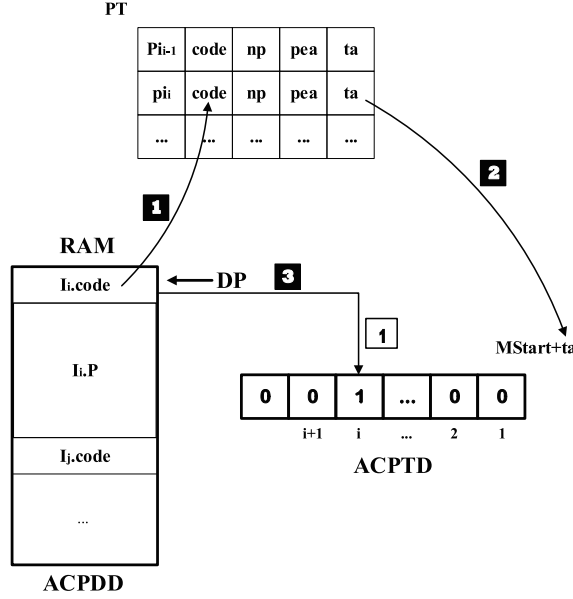 PT
Pii-1 code np pea ta
pii code np pea ta
... ... ... ... ...
1
2
RAM
Ii.code
DP
3
1
Ii.P
MStart+ta
0 0 1 ... 0 0
i+1 i ... 2 1
Ij.code
ACPTD
...
ACPDD